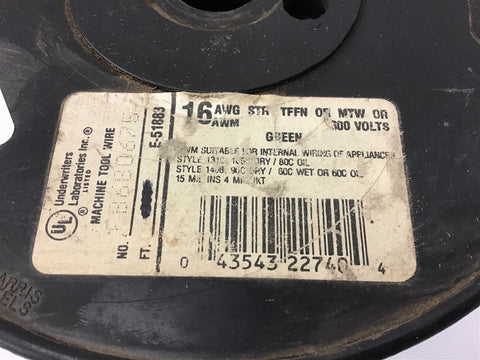 16 AWG STR TFFN OR MTW OR
AWM 600 VOLTS
GREEN
AWM SUITABLE FOR INTERNAL WIRING OF APPLIANCES
STYLE 105C DRY / 80C OIL
STYLE 90C DRY / 60C WET OR 60C OIL
15 MIL INS 4 MIL JKT
0 43543 22740 4
Underwriters
Laboratories Inc.®
LISTED
MACHINE TOOL WIRE
NO.
FT.
E-51883
UL